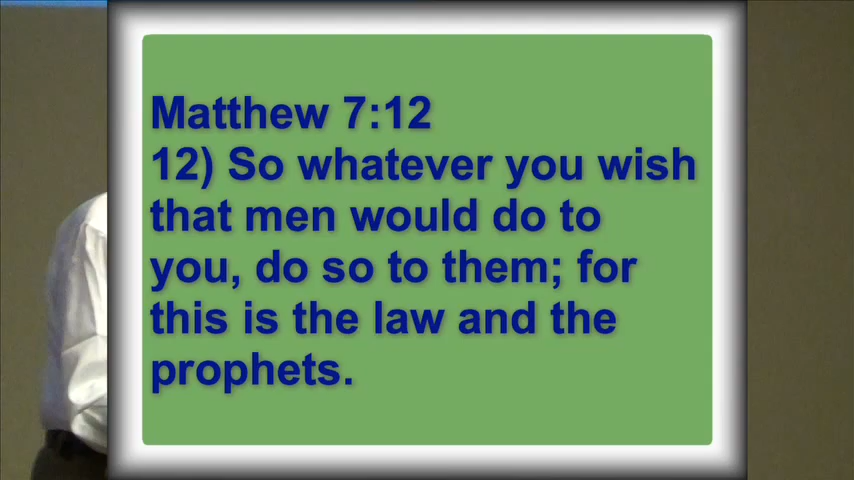 Matthew 7:12
12) So whatever you wish
that men would do to
you, do so to them; for
this is the law and the
prophets.